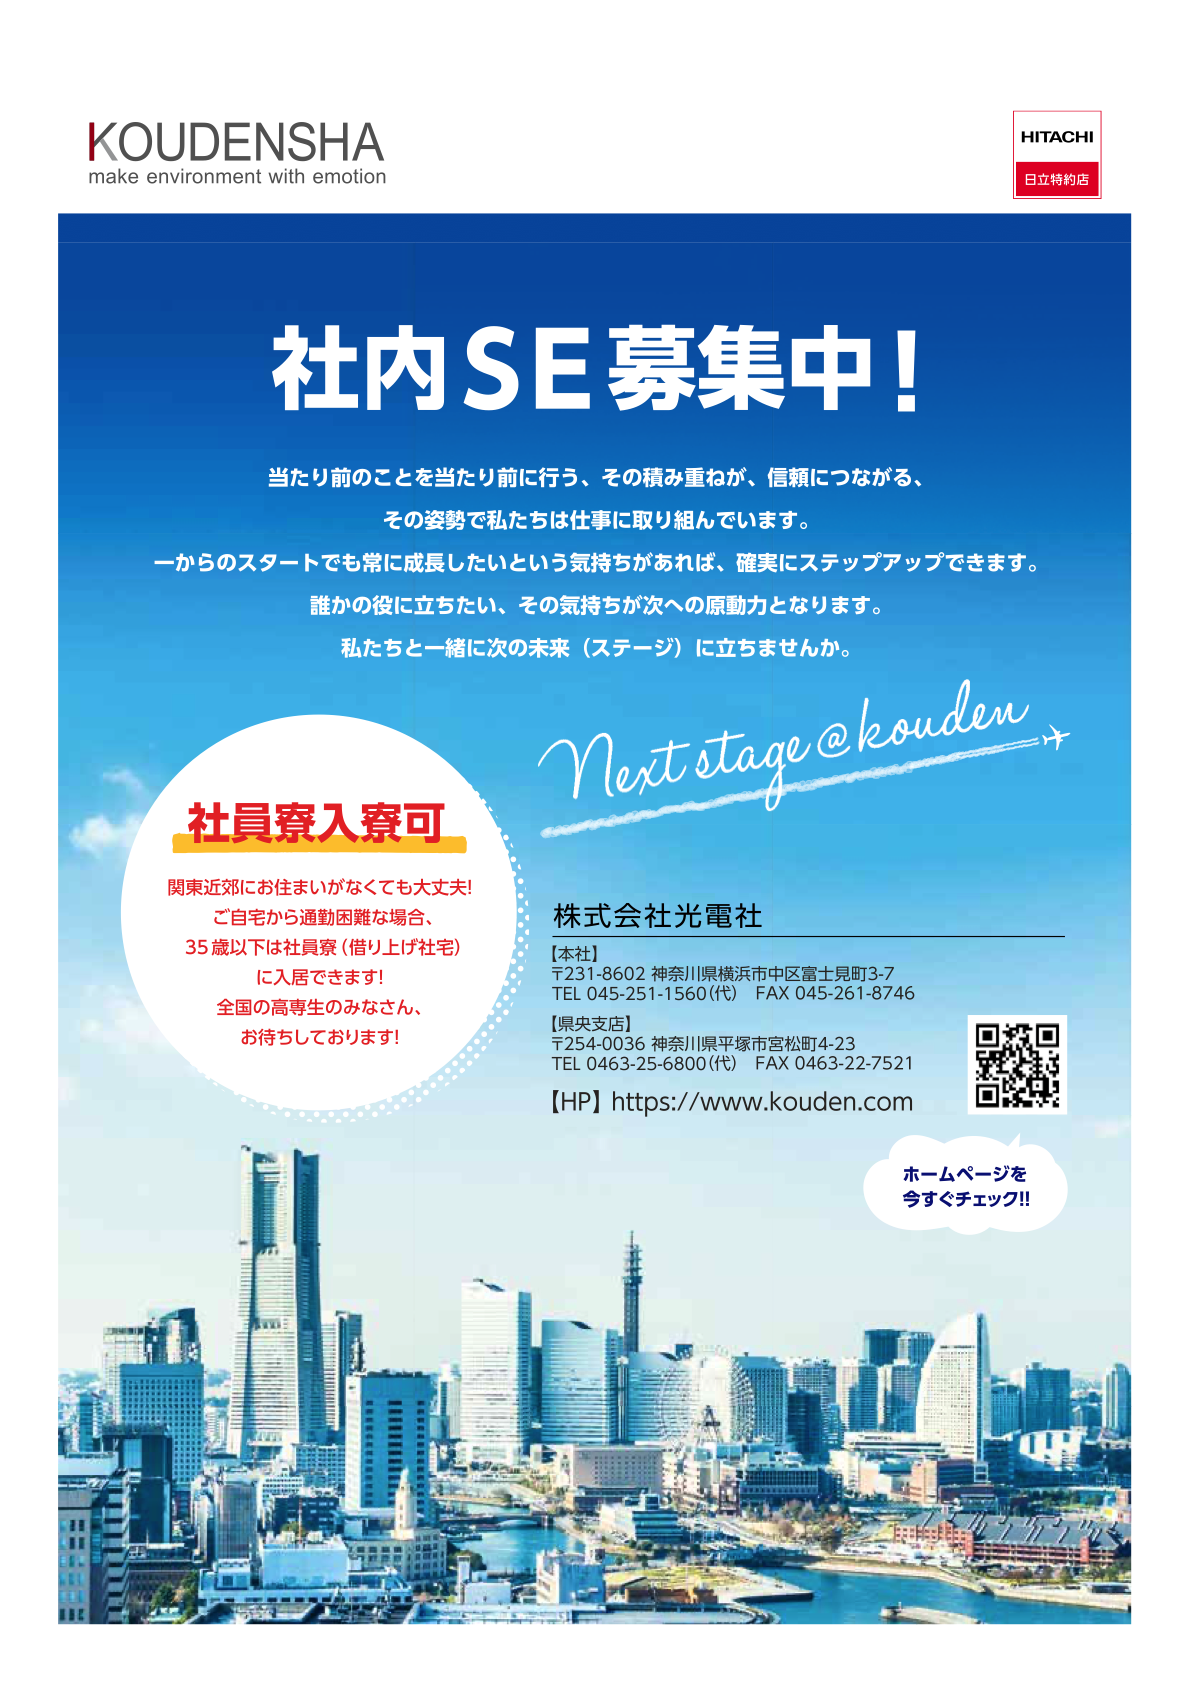 KOUDENSHA
make environment with emotion
HITACHI
日立特約店
社内SE募集中！
当たり前のことを当たり前に行う、その積み重ねが、信頼につながる、
その姿勢で私たちは仕事に取り組んでいます。
一からのスタートでも常に成長したいという気持ちがあれば、確実にステップアップできます。
誰かの役に立ちたい、その気持ちが次への原動力となります。
私たちと一緒に次の未来（ステージ）に立ちませんか。
Next stage@kouden
社員寮入寮可
関東近郊にお住まいがなくても大丈夫!
ご自宅から通勤困難な場合、
35歳以下は社員寮（借り上げ社宅）
に入居できます!
全国の高専生のみなさん、
お待ちしております!
株式会社光電社
【本社】
〒231-8602 神奈川県横浜市中区富士見町3-7
TEL 045-251-1560（代） FAX 045-261-8746
【県央支店】
〒254-0036 神奈川県平塚市宮松町4-23
TEL 0463-25-6800（代） FAX 0463-22-7521
【HP】https://www.kouden.com
ホームページを
今すぐチェック!!